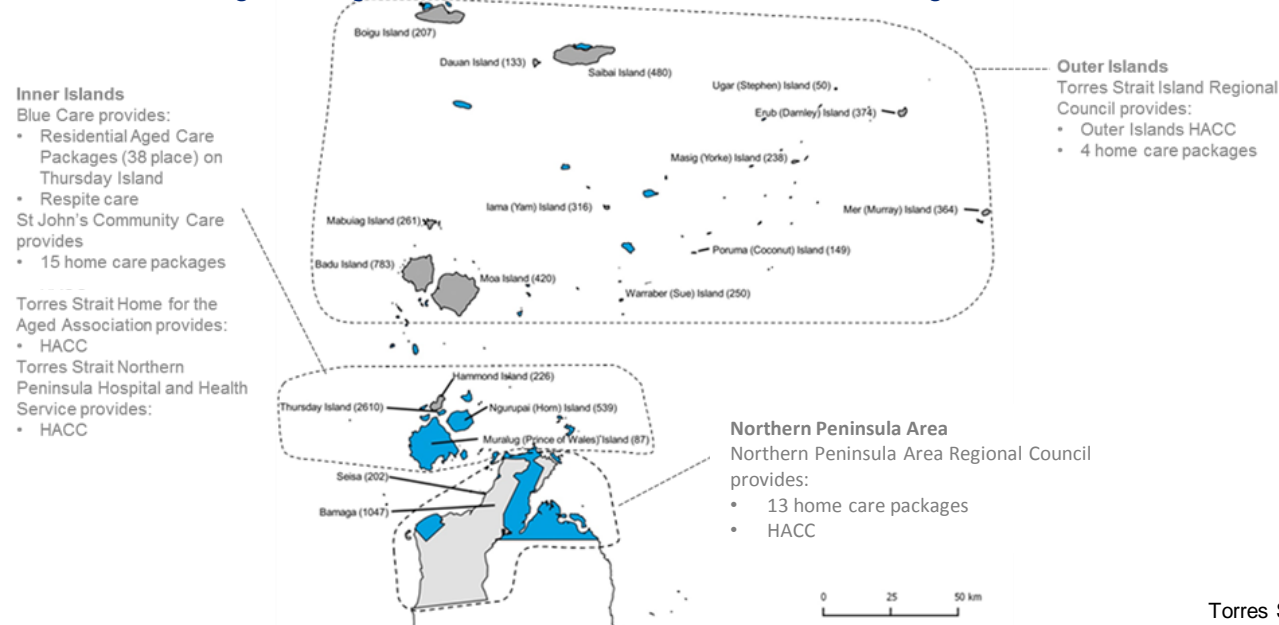 Boigu Island (207)
Dauan Island (133)
Saibai Island (480)
Ugar (Stephen) Island (50)
Erub (Darnley) Island (374)
Masig (Yorke) Island (238)
Iama (Yam) Island (316)
Mer (Murray) Island (364)
Mabuiag Island (261)
Poruma (Coconut) Island (149)
Badu Island (783)
Moa Island (420)
Warraber (Sue) Island (250)
Inner Islands
Blue Care provides:
• Residential Aged Care
Packages (38 place) on
Thursday Island
• Respite care
St John's Community Care
provides
• 15 home care packages
Torres Strait Home for the
Aged Association provides:
• HACC
Torres Strait Northern
Peninsula Hospital and Health
Service provides:
• HACC
Outer Islands
Torres Strait Island Regional
Council provides:
• Outer Islands HACC
• 4 home care packages
Hammond Island (226)
Thursday Island (2610)
Ngurupai (Horn) Island (539)
Muralug (Prince of Wales) Island (87)
Seisa (202)
Bamaga (1047)
Northern Peninsula Area
Northern Peninsula Area Regional Council
provides:
• 13 home care packages
• HACC
0 25 50 km
Torres S